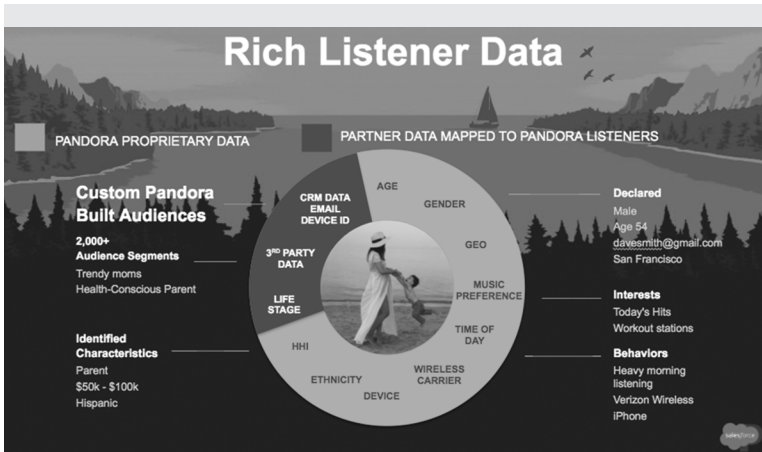 Rich Listener Data
PANDORA PROPRIETARY DATA
PARTNER DATA MAPPED TO PANDORA LISTENERS
Custom Pandora
Built Audiences
2,000+
Audience Segments
Trendy moms
Health-Conscious Parent
Identified
Characteristics
Parent
$50k - $100k
Hispanic
CRM DATA
EMAIL
DEVICE ID
3RD PARTY
DATA
LIFE
STAGE
AGE
GENDER
GEO
MUSIC
PREFERENCE
TIME OF
DAY
WIRELESS
CARRIER
DEVICE
ETHNICITY
HHI
Declared
Male
Age 54
davesmith@gmail.com
San Francisco
Interests
Today's Hits
Workout stations
Behaviors
Heavy morning
listening
Verizon Wireless
iPhone
salesforce